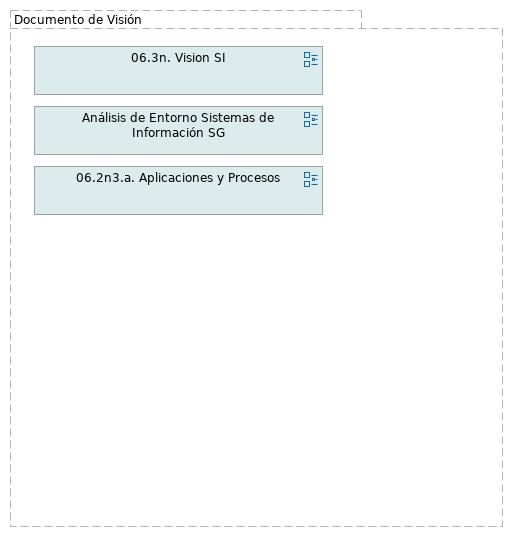 Documento de Visión
06.3n. Vision SI
Análisis de Entorno Sistemas de
Información SG
06.2n3.a. Aplicaciones y Procesos